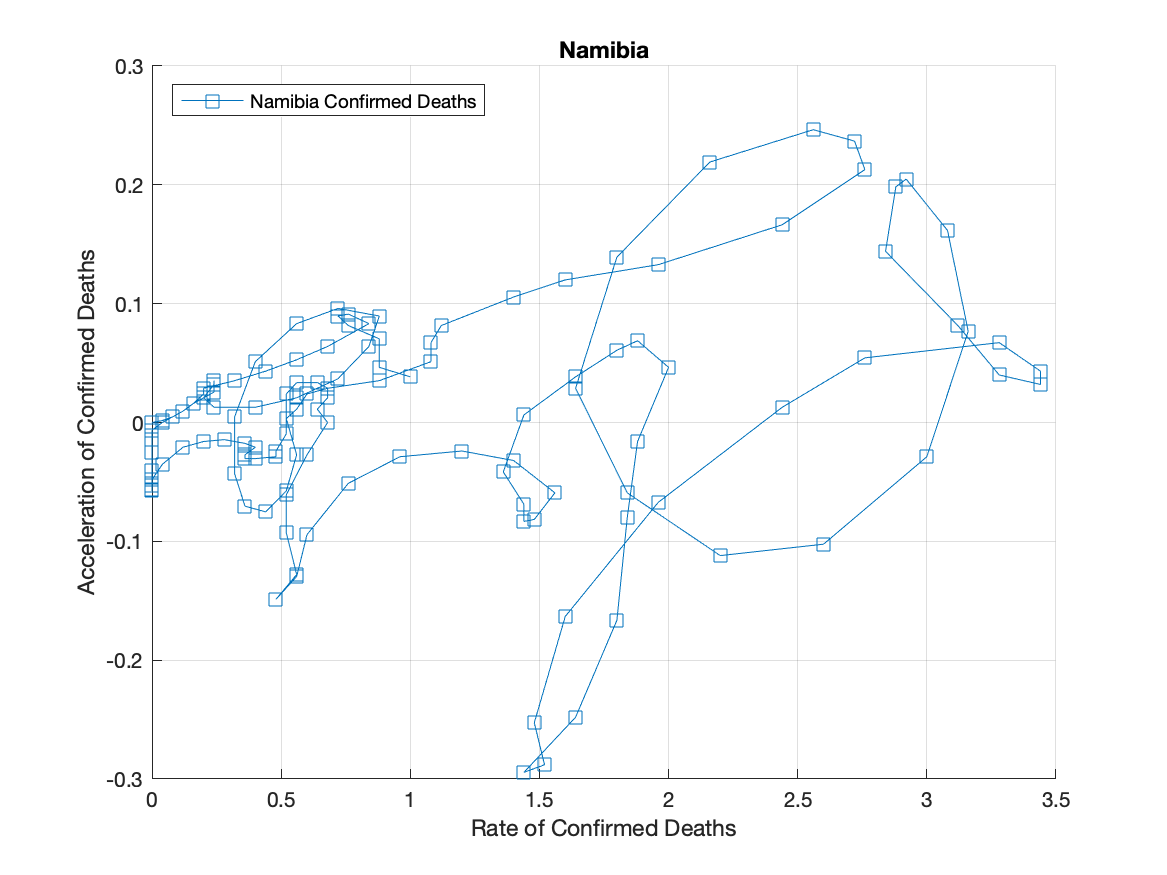 Namibia
Namibia Confirmed Deaths
0.3
0.2
0.1
0
-0.1
-0.2
-0.3
Acceleration of Confirmed Deaths
0 0.5 1 1.5 2 2.5 3 3.5
Rate of Confirmed Deaths